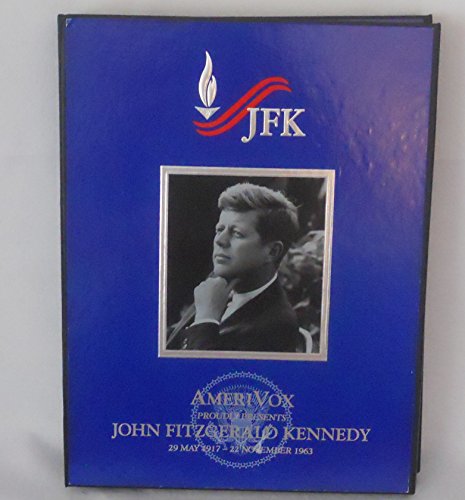 JFK
AMERIVOX
PROUDLY PRESENTS
JOHN FITZGERALD KENNEDY
29 MAY 1917 - 22 NOVEMBER 1963